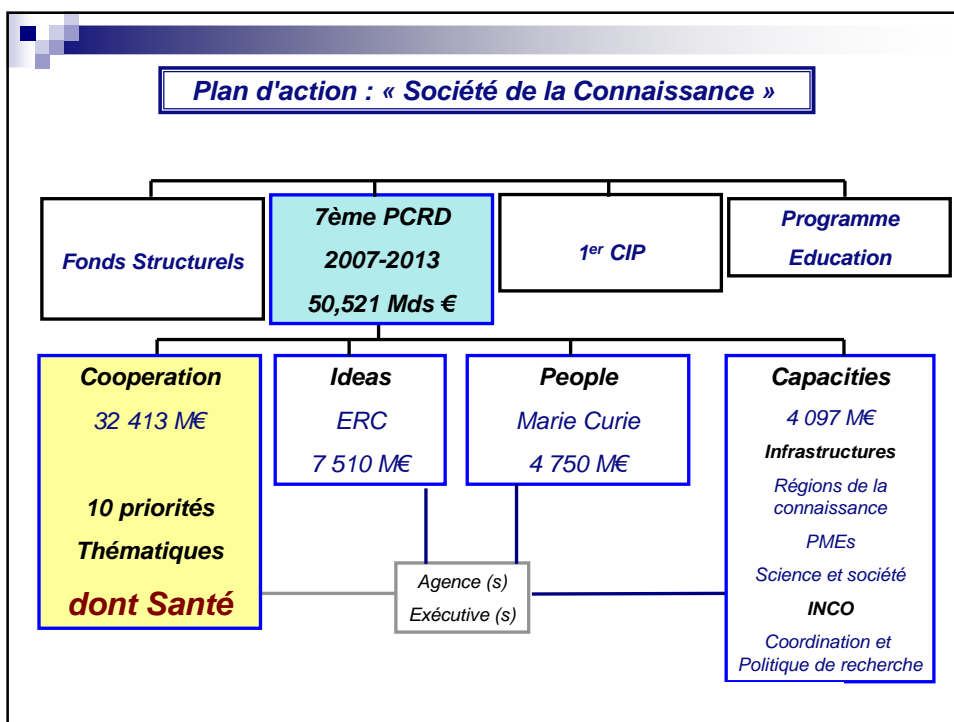 Plan d'action : « Société de la Connaissance »
Fonds Structurels
7ème PCRD
2007-2013
50,521 Mds €
1er CIP
Programme
Education
Cooperation
32 413 M€
10 priorités
Thématiques
dont Santé
Ideas
ERC
7 510 M€
People
Marie Curie
4 750 M€
Capacities
4 097 M€
Infrastructures
Régions de la
connaissance
PMEs
Science et société
INCO
Coordination et
Politique de recherche
Agence (s)
Exécutive (s)